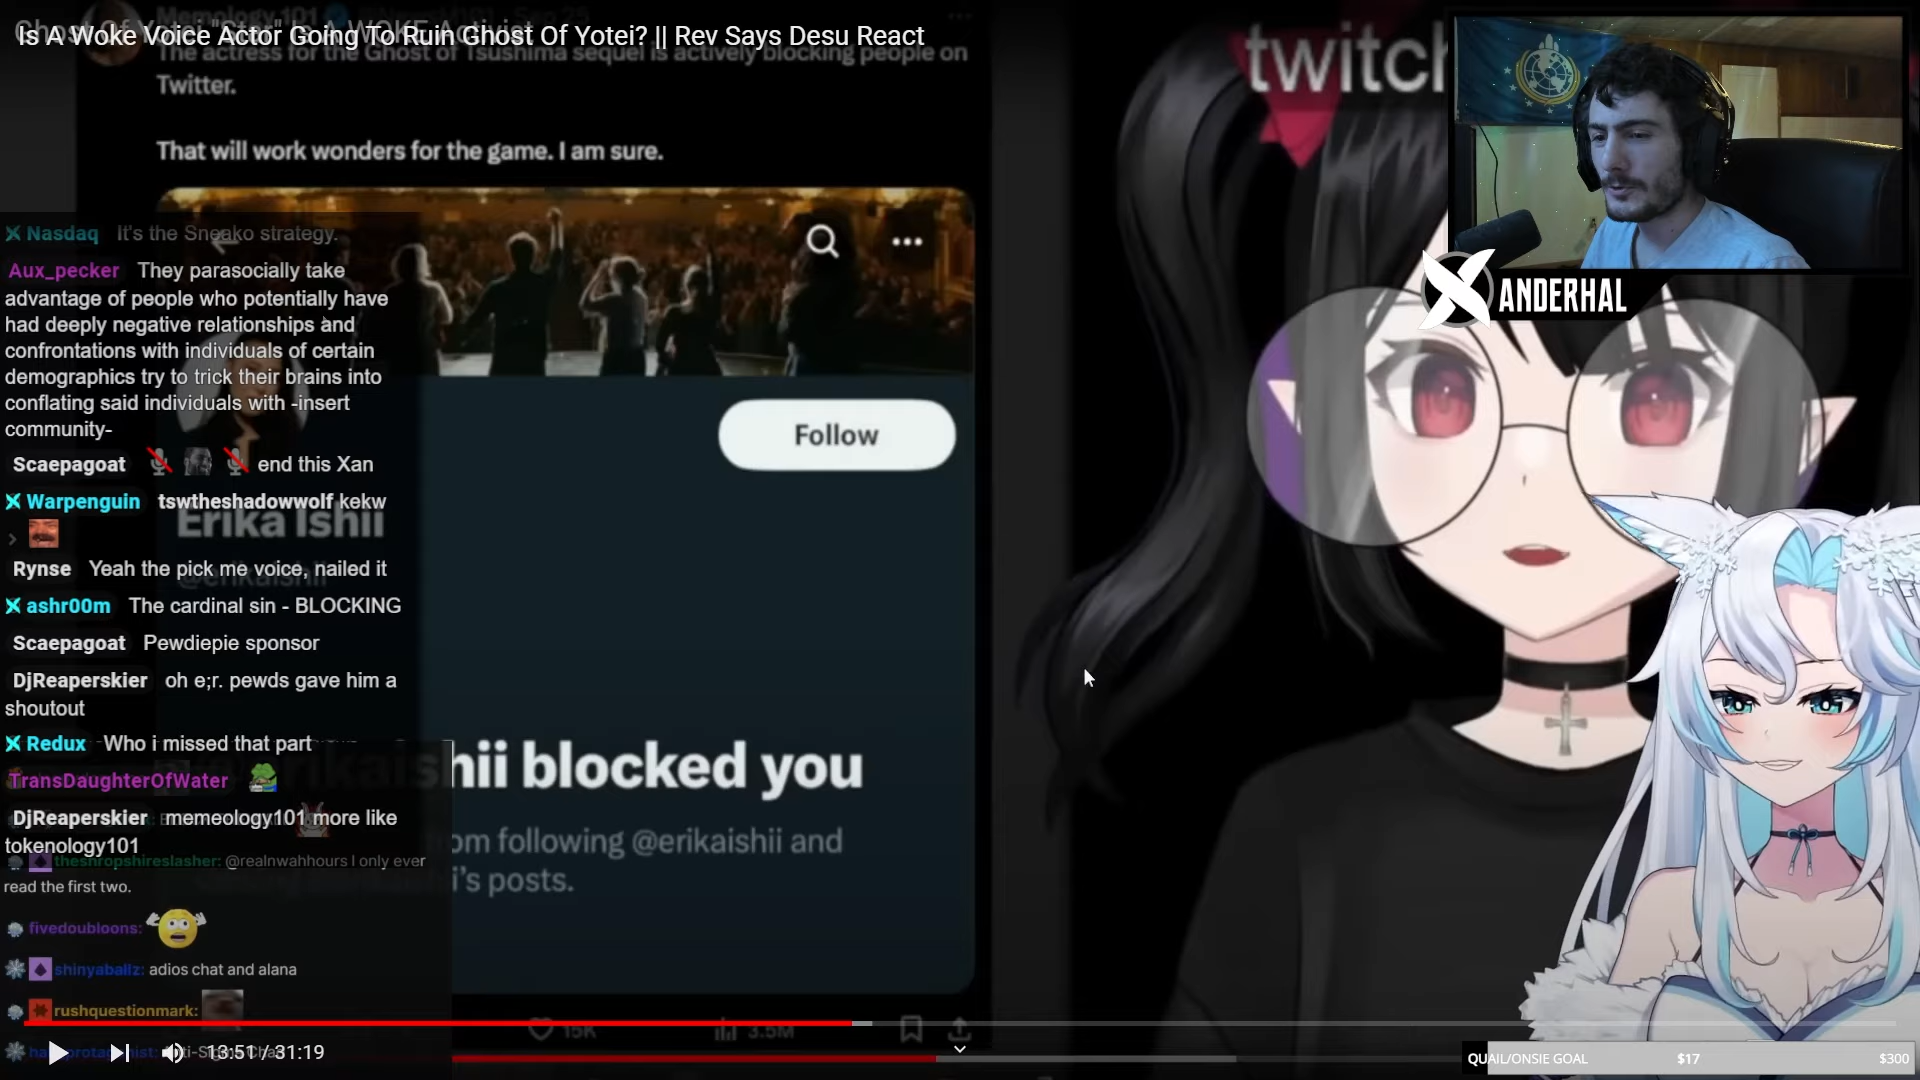 Is A Woke Voice "Actor" Going To Ruin Ghost Of Yotei? || Rev Says Desu React
The actress for the Ghost of Tsushima sequel is actively blocking people on
Twitter.
That will work wonders for the game. I am sure.
twitch
ANDERHAL
Nasdaq It's the Sneako strategy.
Aux_pecker They parasocially take
advantage of people who potentially have
had deeply negative relationships and
confrontations with individuals of certain
demographics try to trick their brains into
conflating said individuals with -insert
community-
Scaepagoat end this Xan
Warpenguin tswtheshadowwolf kekw
Rynse Yeah the pick me voice, nailed it
ashr00m The cardinal sin - BLOCKING
Scaepagoat Pewdiepie sponsor
DjReaperskier oh e;r. pewds gave him a
shoutout
Redux Who i missed that part
TransDaughterOfWater
DjReaperskier memeology101 more like
tokenology101
theshropshireslasher: @realnwahhours I only ever
read the first two.
fivedoubloons:
shinyaballz: adios chat and alana
rushquestionmark:
13:51 / 31:19
Follow
Erika Ishii
@erikaishii
blocked you
following @erikaishii and
posts.
15K
3.5M
QUAIL/ONSIE GOAL $17 $300